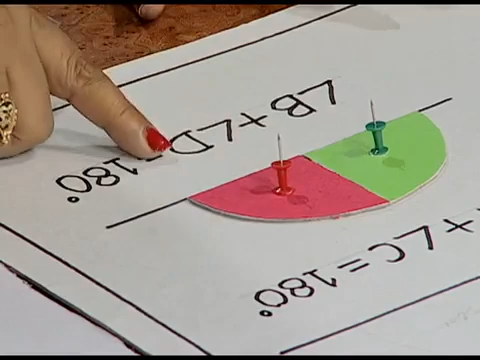 ∠B + ∠D = 180°
+ ∠C = 180°